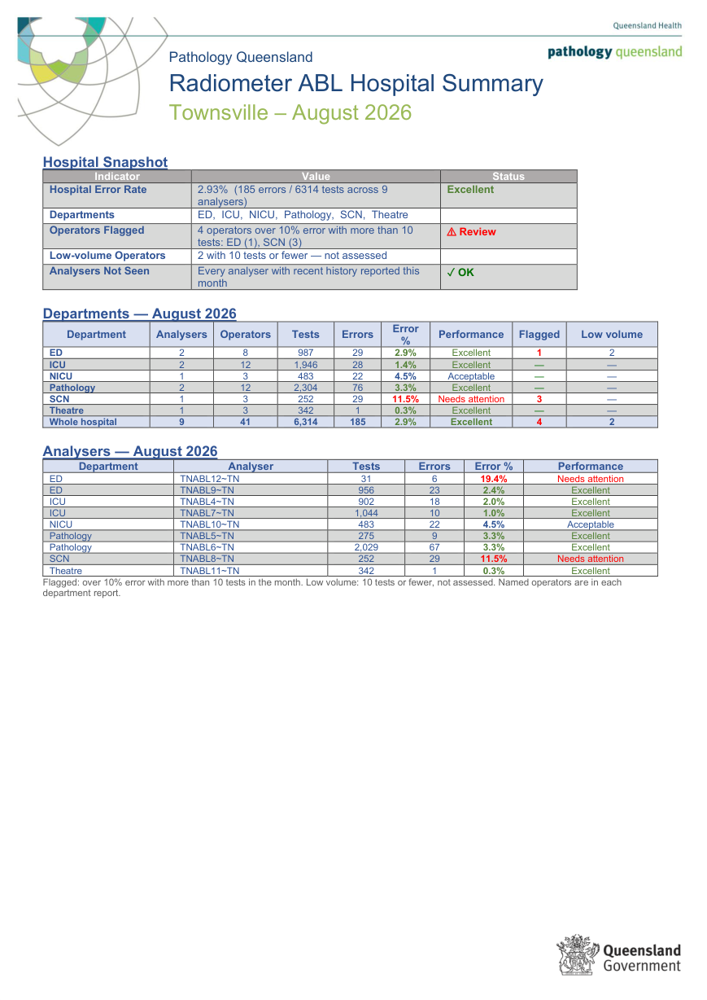 Queensland Health
pathology queensland
Pathology Queensland
Radiometer ABL Hospital Summary
Townsville – August 2026
Hospital Snapshot
Indicator Value Status
Hospital Error Rate 2.93% (185 errors / 6314 tests across 9 analysers) Excellent
Departments ED, ICU, NICU, Pathology, SCN, Theatre
Operators Flagged 4 operators over 10% error with more than 10 tests: ED (1), SCN (3) ⚠ Review
Low-volume Operators 2 with 10 tests or fewer — not assessed
Analysers Not Seen Every analyser with recent history reported this month ✓ OK
Departments — August 2026
Department Analysers Operators Tests Errors Error % Performance Flagged Low volume
ED 2 8 987 29 2.9% Excellent 1 2
ICU 2 12 1,946 28 1.4% Excellent — —
NICU 1 3 483 22 4.5% Acceptable — —
Pathology 2 12 2,304 76 3.3% Excellent — —
SCN 1 3 252 29 11.5% Needs attention 3 —
Theatre 1 3 342 1 0.3% Excellent — —
Whole hospital 9 41 6,314 185 2.9% Excellent 4 2
Analysers — August 2026
Department Analyser Tests Errors Error % Performance
ED TNABL12~TN 31 6 19.4% Needs attention
ED TNABL9~TN 956 23 2.4% Excellent
ICU TNABL4~TN 902 18 2.0% Excellent
ICU TNABL7~TN 1,044 10 1.0% Excellent
NICU TNABL10~TN 483 22 4.5% Acceptable
Pathology TNABL5~TN 275 9 3.3% Excellent
Pathology TNABL6~TN 2,029 67 3.3% Excellent
SCN TNABL8~TN 252 29 11.5% Needs attention
Theatre TNABL11~TN 342 1 0.3% Excellent
Flagged: over 10% error with more than 10 tests in the month. Low volume: 10 tests or fewer, not assessed. Named operators are in each
department report.
Queensland
Government